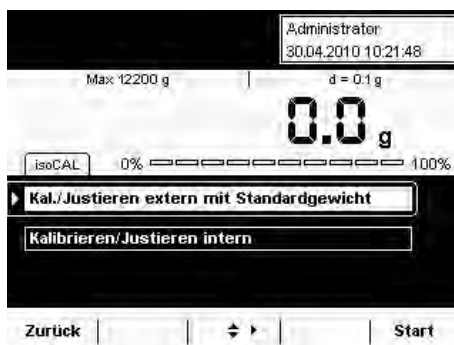 Administrator
30.04.2010 10:21:48
Max 12200 g d = 0.1 g
0.0 g
isoCAL 0% 100%
Kal./Justieren extern mit Standardgewicht
Kalibrieren/Justieren intern
Zurück Start